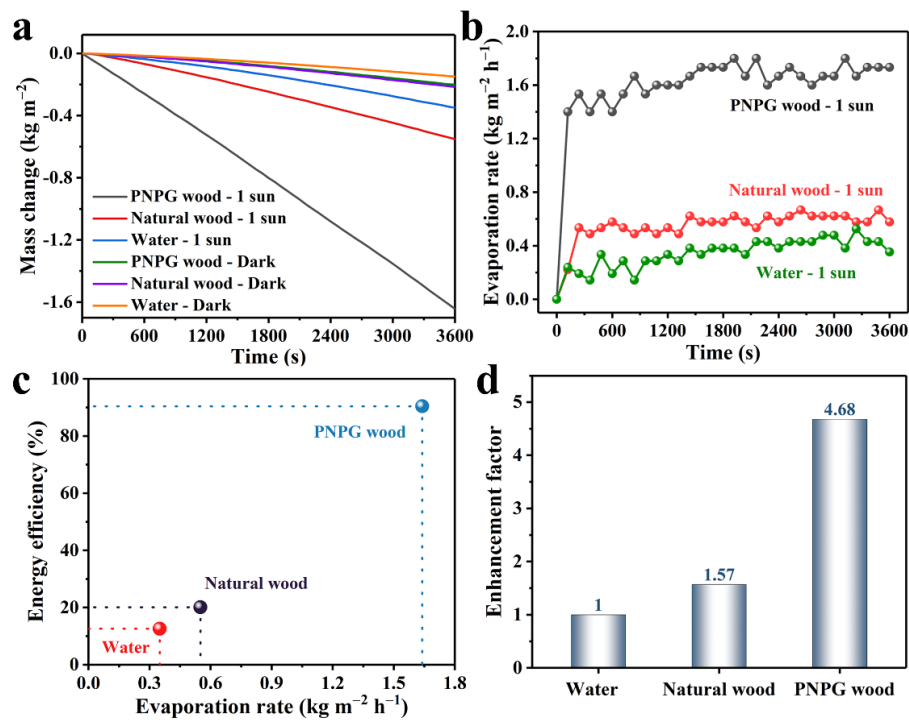 a
Mass change (kg m⁻²)
0.0
-0.4
-0.8
-1.2
-1.6
PNPG wood - 1 sun
Natural wood - 1 sun
Water - 1 sun
PNPG wood - Dark
Natural wood - Dark
Water - Dark
0 600 1200 1800 2400 3000 3600
Time (s)
b
Evaporation rate (kg m⁻² h⁻¹)
2.0
1.6
1.2
0.8
0.4
0.0
PNPG wood - 1 sun
Natural wood - 1 sun
Water - 1 sun
0 600 1200 1800 2400 3000 3600
Time (s)
c
Energy efficiency (%)
100
80
60
40
20
0
PNPG wood
Natural wood
Water
0.3 0.6 0.9 1.2 1.5 1.8
Evaporation rate (kg m⁻² h⁻¹)
d
Enhancement factor
5
4
3
2
1
0
1
1.57
4.68
Water Natural wood PNPG wood